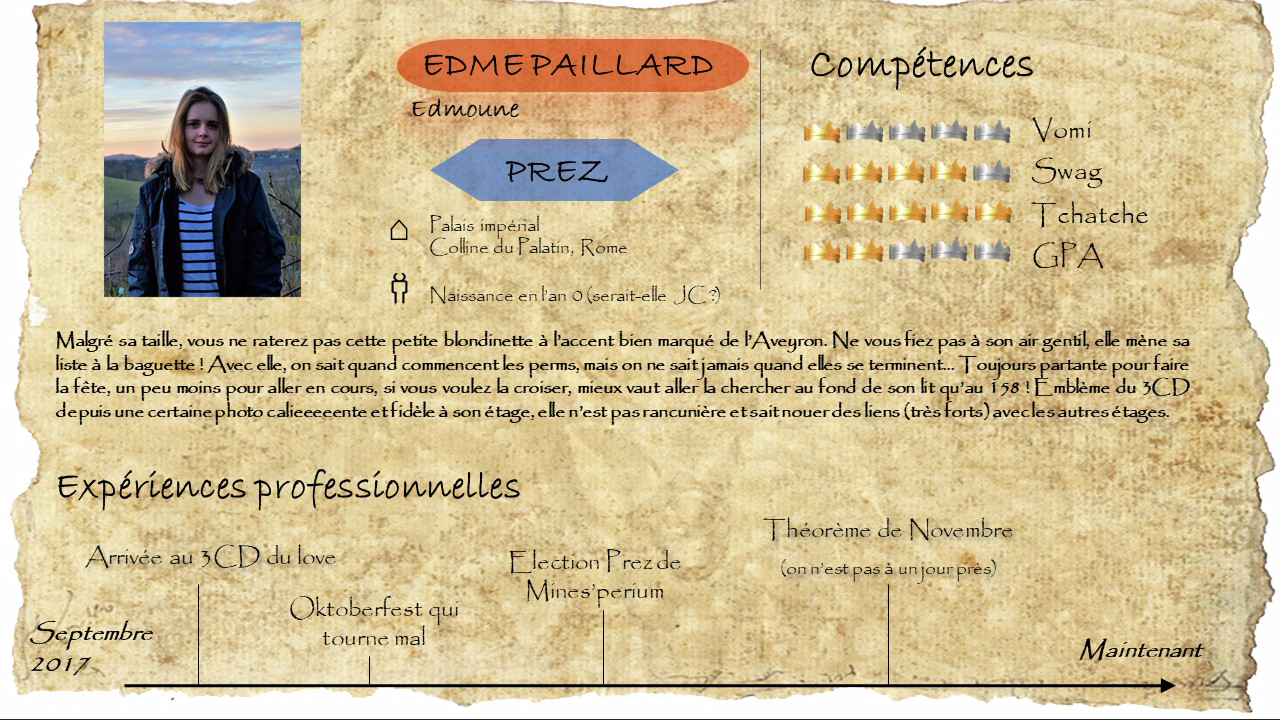 EDME PAILLARD
Edmoune
PREZ
Palais impérial
Colline du Palatin, Rome
Naissance en l'an 0 (serait-elle JC ?)
Compétences
Vomi
Swag
Tchatche
GPA
Malgré sa taille, vous ne raterez pas cette petite blondinette à l'accent bien marqué de l'Aveyron. Ne vous fiez pas à son air gentil, elle mène sa
liste à la baguette ! Avec elle, on sait quand commencent les perms, mais on ne sait jamais quand elles se terminent... Toujours partante pour faire
la fête, un peu moins pour aller en cours, si vous voulez la croiser, mieux vaut aller la chercher au fond de son lit qu'au 158 ! Emblème du 3CD
depuis une certaine photo calieeeeente et fidèle à son étage, elle n'est pas rancunière et sait nouer des liens (très forts) avec les autres étages.
Expériences professionnelles
Arrivée au 3CD du love
Oktoberfest qui
tourne mal
Election Prez de
Mines'perium
Théorème de Novembre
(on n'est pas à un jour près)
Septembre
2017
Maintenant